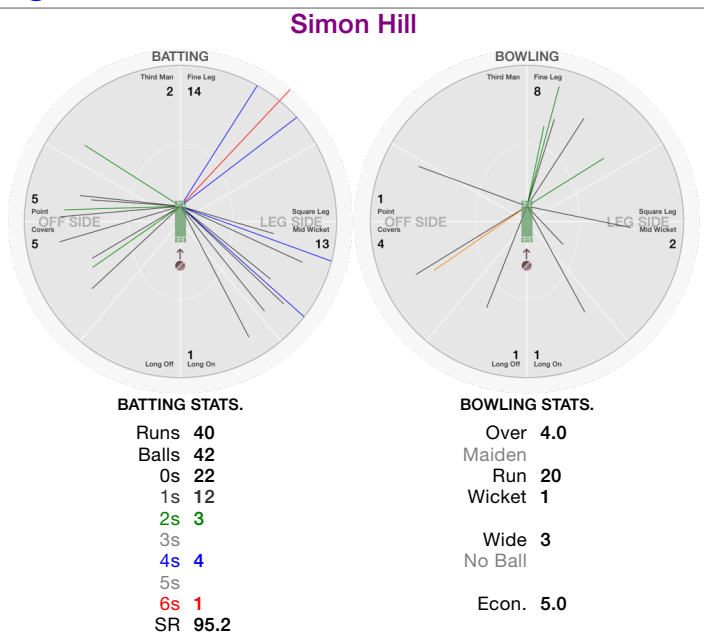 Simon Hill
BATTING
Third Man Fine Leg
2 14
5
Point
OFF SIDE
Covers
5
LEG SIDE
Square Leg
Mid Wicket
13
1
Long Off Long On
BOWLING
Third Man Fine Leg
8
1
Point
OFF SIDE
Covers
4
LEG SIDE
Square Leg
Mid Wicket
2
1 1
Long Off Long On
BATTING STATS.
Runs 40
Balls 42
0s 22
1s 12
2s 3
3s
4s 4
5s
6s 1
SR 95.2
BOWLING STATS.
Over 4.0
Maiden
Run 20
Wicket 1
Wide 3
No Ball
Econ. 5.0